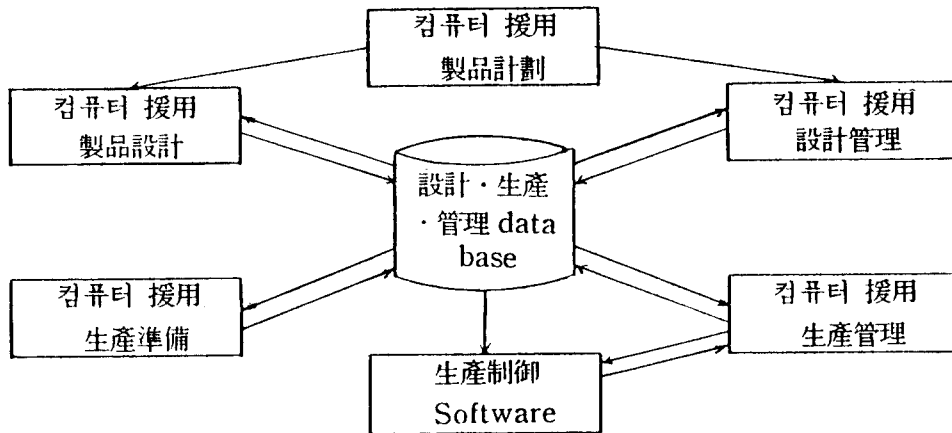 컴퓨터 援用
製品計劃
컴퓨터 援用
製品設計
컴퓨터 援用
設計管理
設計·生產
·管理 data
base
컴퓨터 援用
生產準備
컴퓨터 援用
生產管理
生產制御
Software